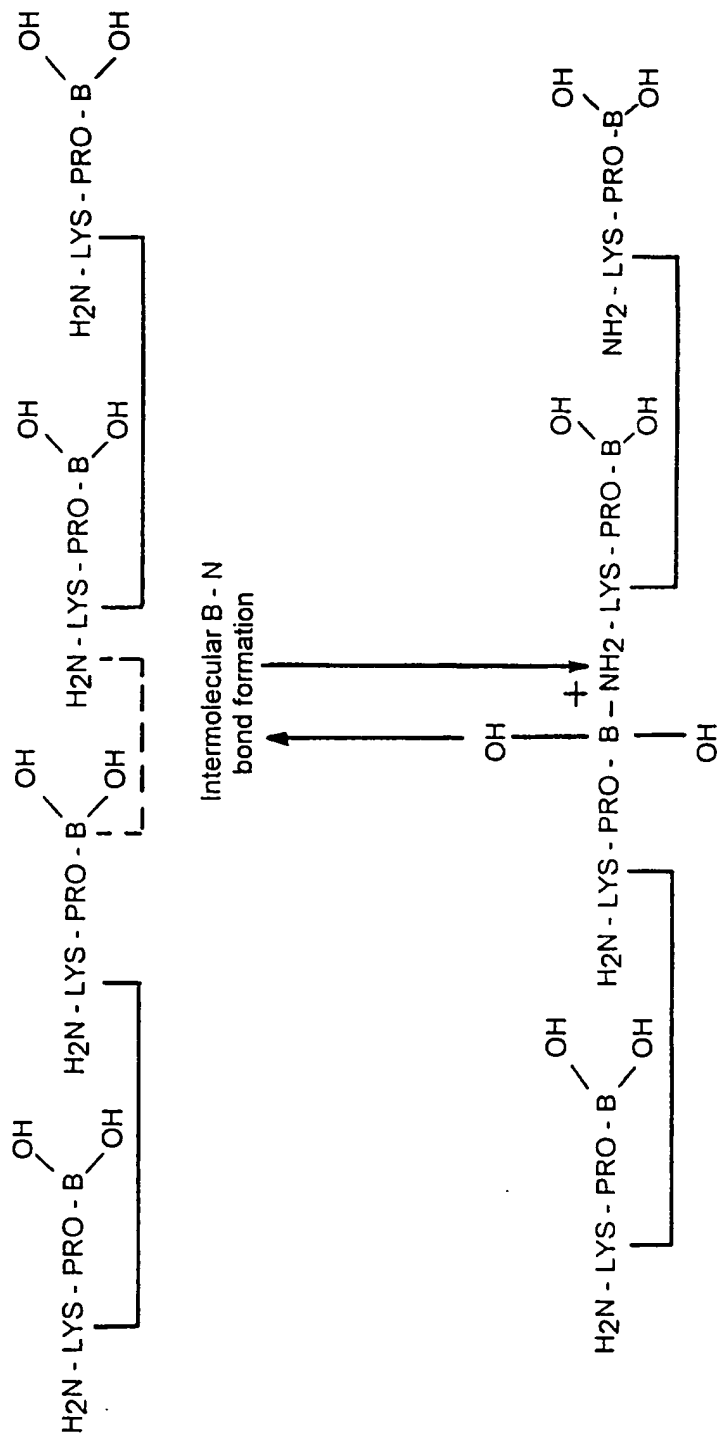 OH OH OH OH
H2N - LYS - PRO - B H2N - LYS - PRO - B H2N - LYS - PRO - B H2N - LYS - PRO - B
OH OH OH OH
Intermolecular B - N
bond formation
OH OH OH OH
+
H2N - LYS - PRO - B H2N - LYS - PRO - B – NH2 - LYS - PRO - B NH2 - LYS - PRO -B
OH OH OH OH